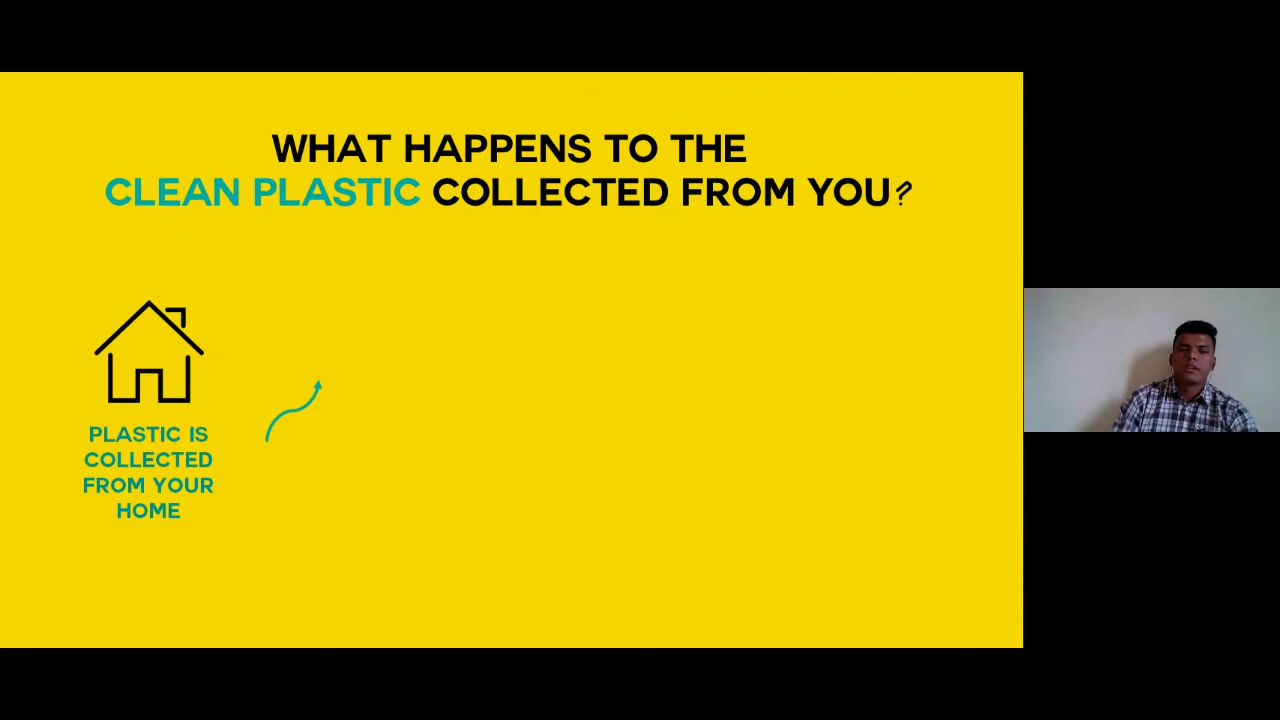 WHAT HAPPENS TO THE
CLEAN PLASTIC COLLECTED FROM YOU?
PLASTIC IS
COLLECTED
FROM YOUR
HOME